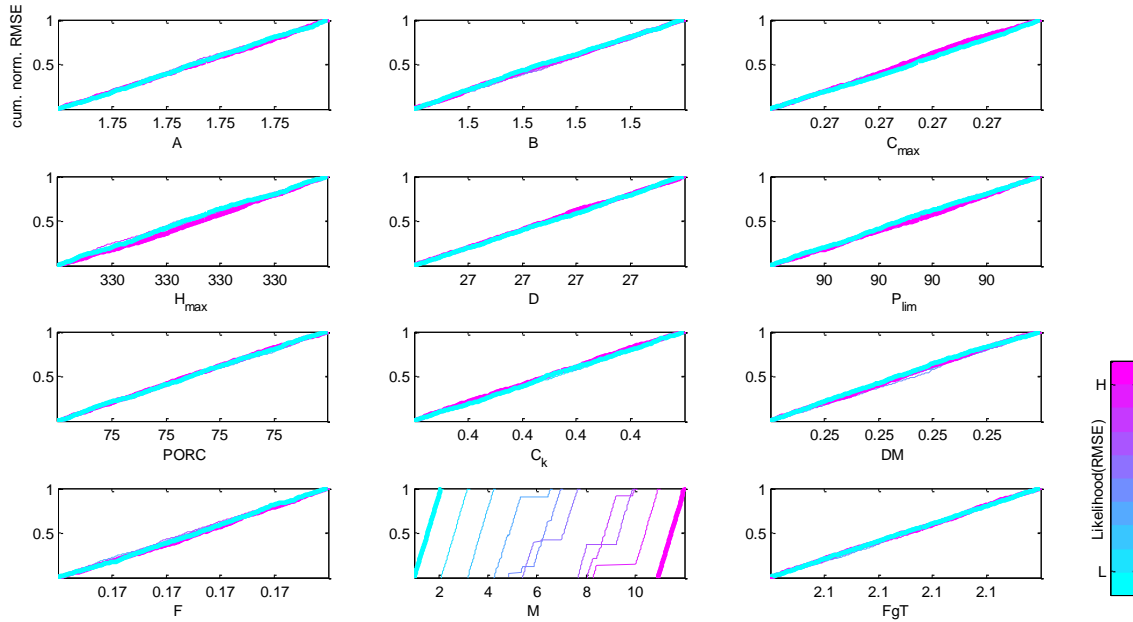 cum. norm. RMSE
1
0.5
1.75 1.75 1.75 1.75
A
1
0.5
1.5 1.5 1.5 1.5
B
1
0.5
0.27 0.27 0.27 0.27
C_max
1
0.5
330 330 330 330
H_max
1
0.5
27 27 27 27
D
1
0.5
90 90 90 90
P_lim
1
0.5
75 75 75 75
PORC
1
0.5
0.4 0.4 0.4 0.4
C_k
1
0.5
0.25 0.25 0.25 0.25
DM
1
0.5
0.17 0.17 0.17 0.17
F
1
0.5
2 4 6 8 10
M
1
0.5
2.1 2.1 2.1 2.1
FgT
H
Likelihood(RMSE)
L